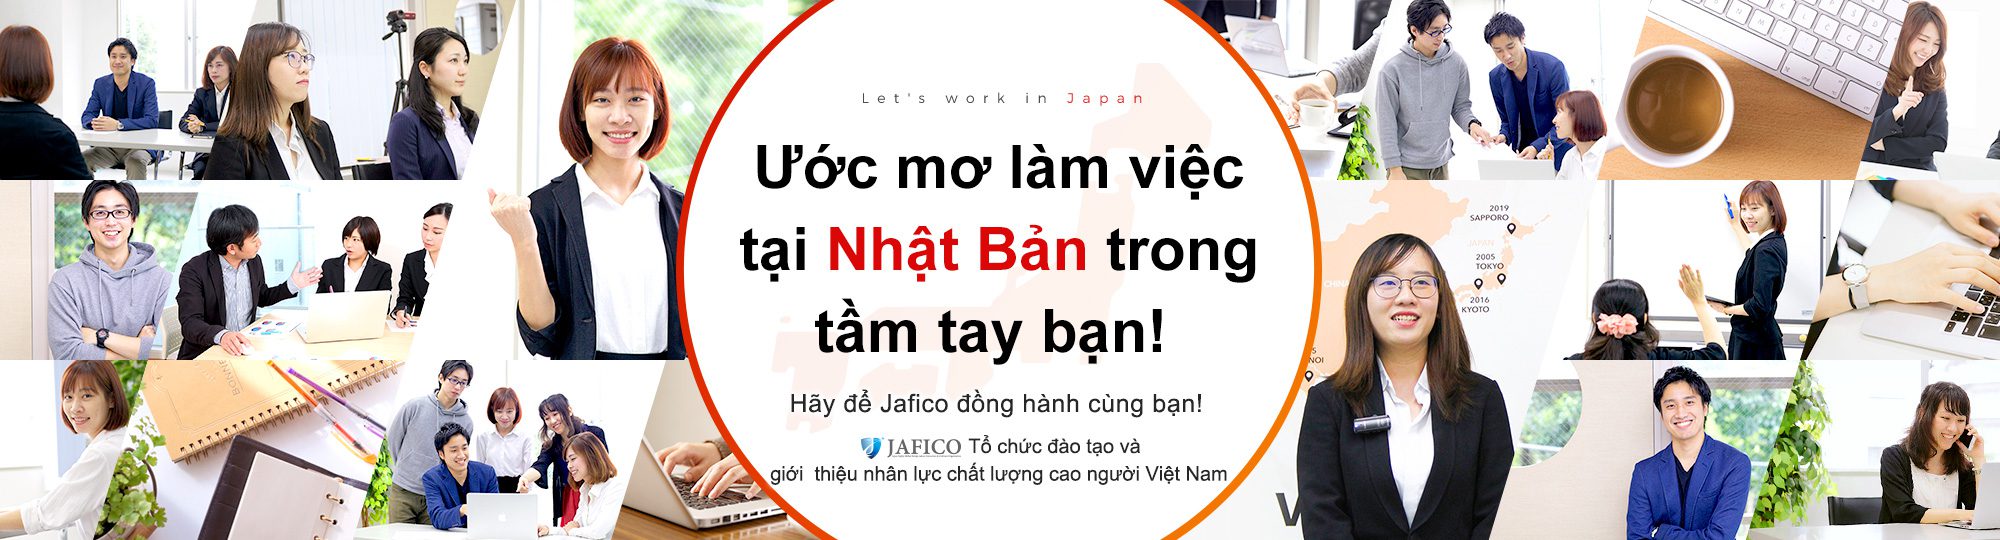 Let's work in Japan
Ước mơ làm việc
tại Nhật Bản trong
tầm tay bạn!
Hãy để Jafico đồng hành cùng bạn!
JAFICO Tổ chức đào tạo và
giới thiệu nhân lực chất lượng cao người Việt Nam
2019
SAPPORO
JAPAN
2005
TOKYO
2016
KYOTO